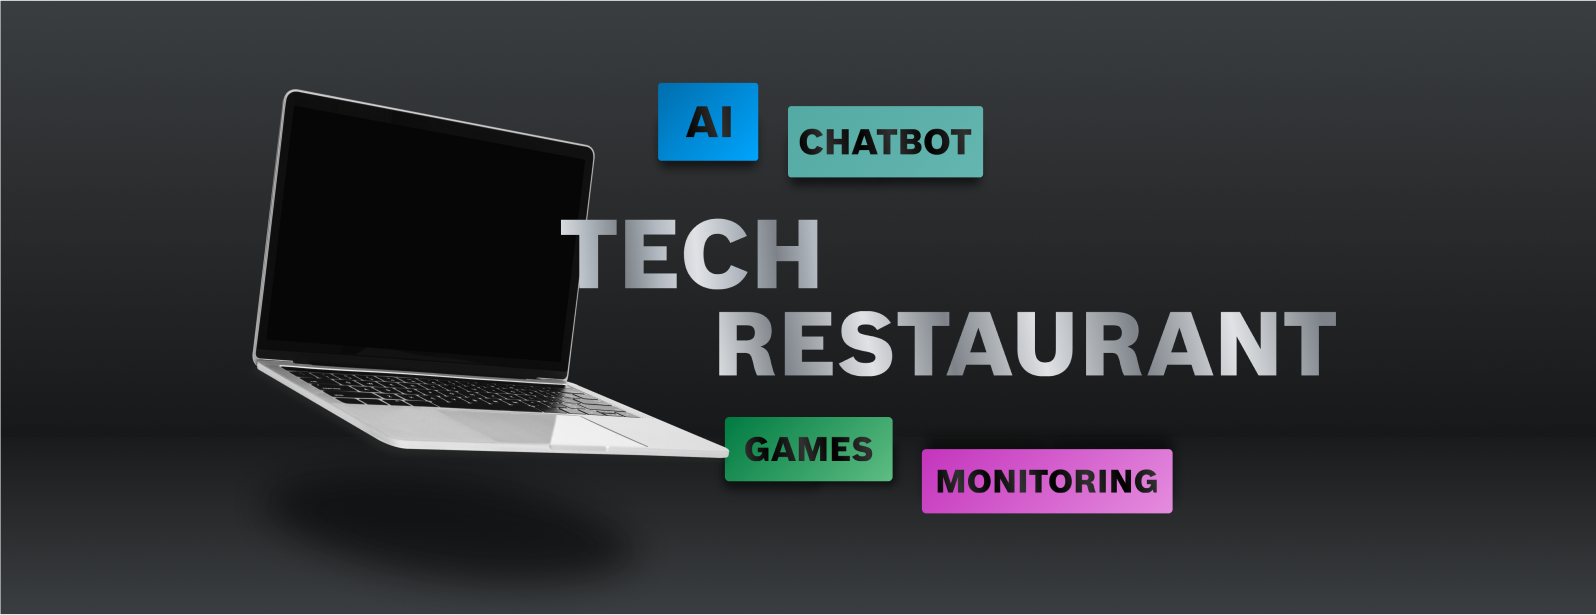 AI
CHATBOT
TECH
RESTAURANT
GAMES
MONITORING